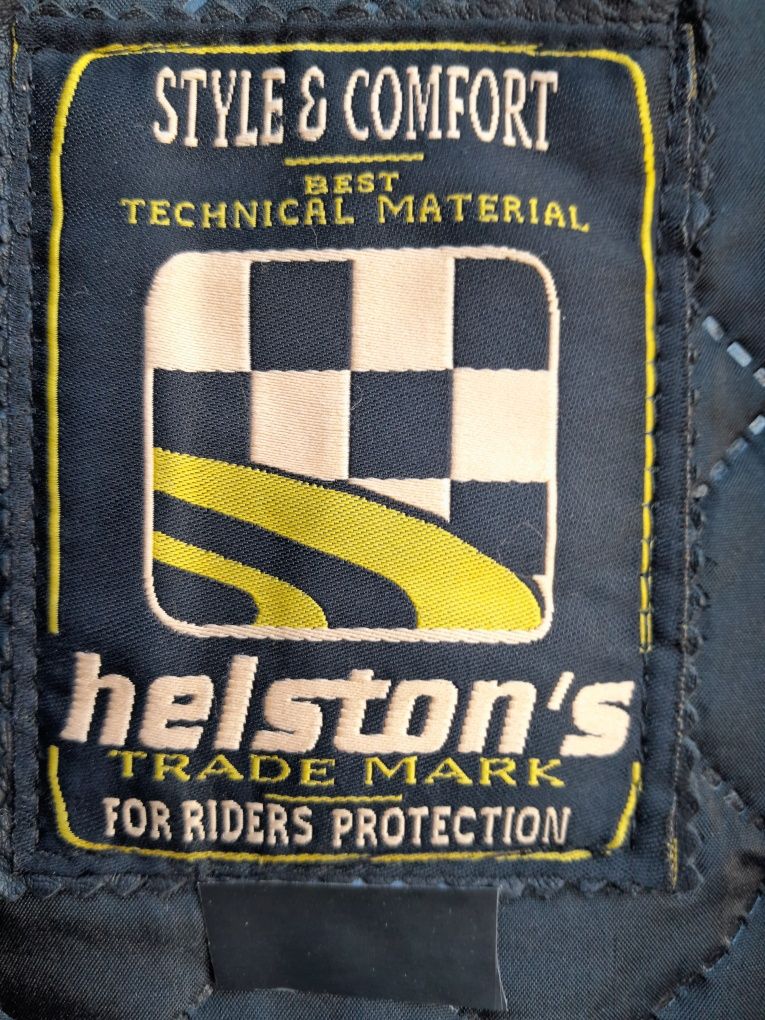 STYLE & COMFORT
BEST
TECHNICAL MATERIAL
helston's
TRADE MARK
FOR RIDERS PROTECTION